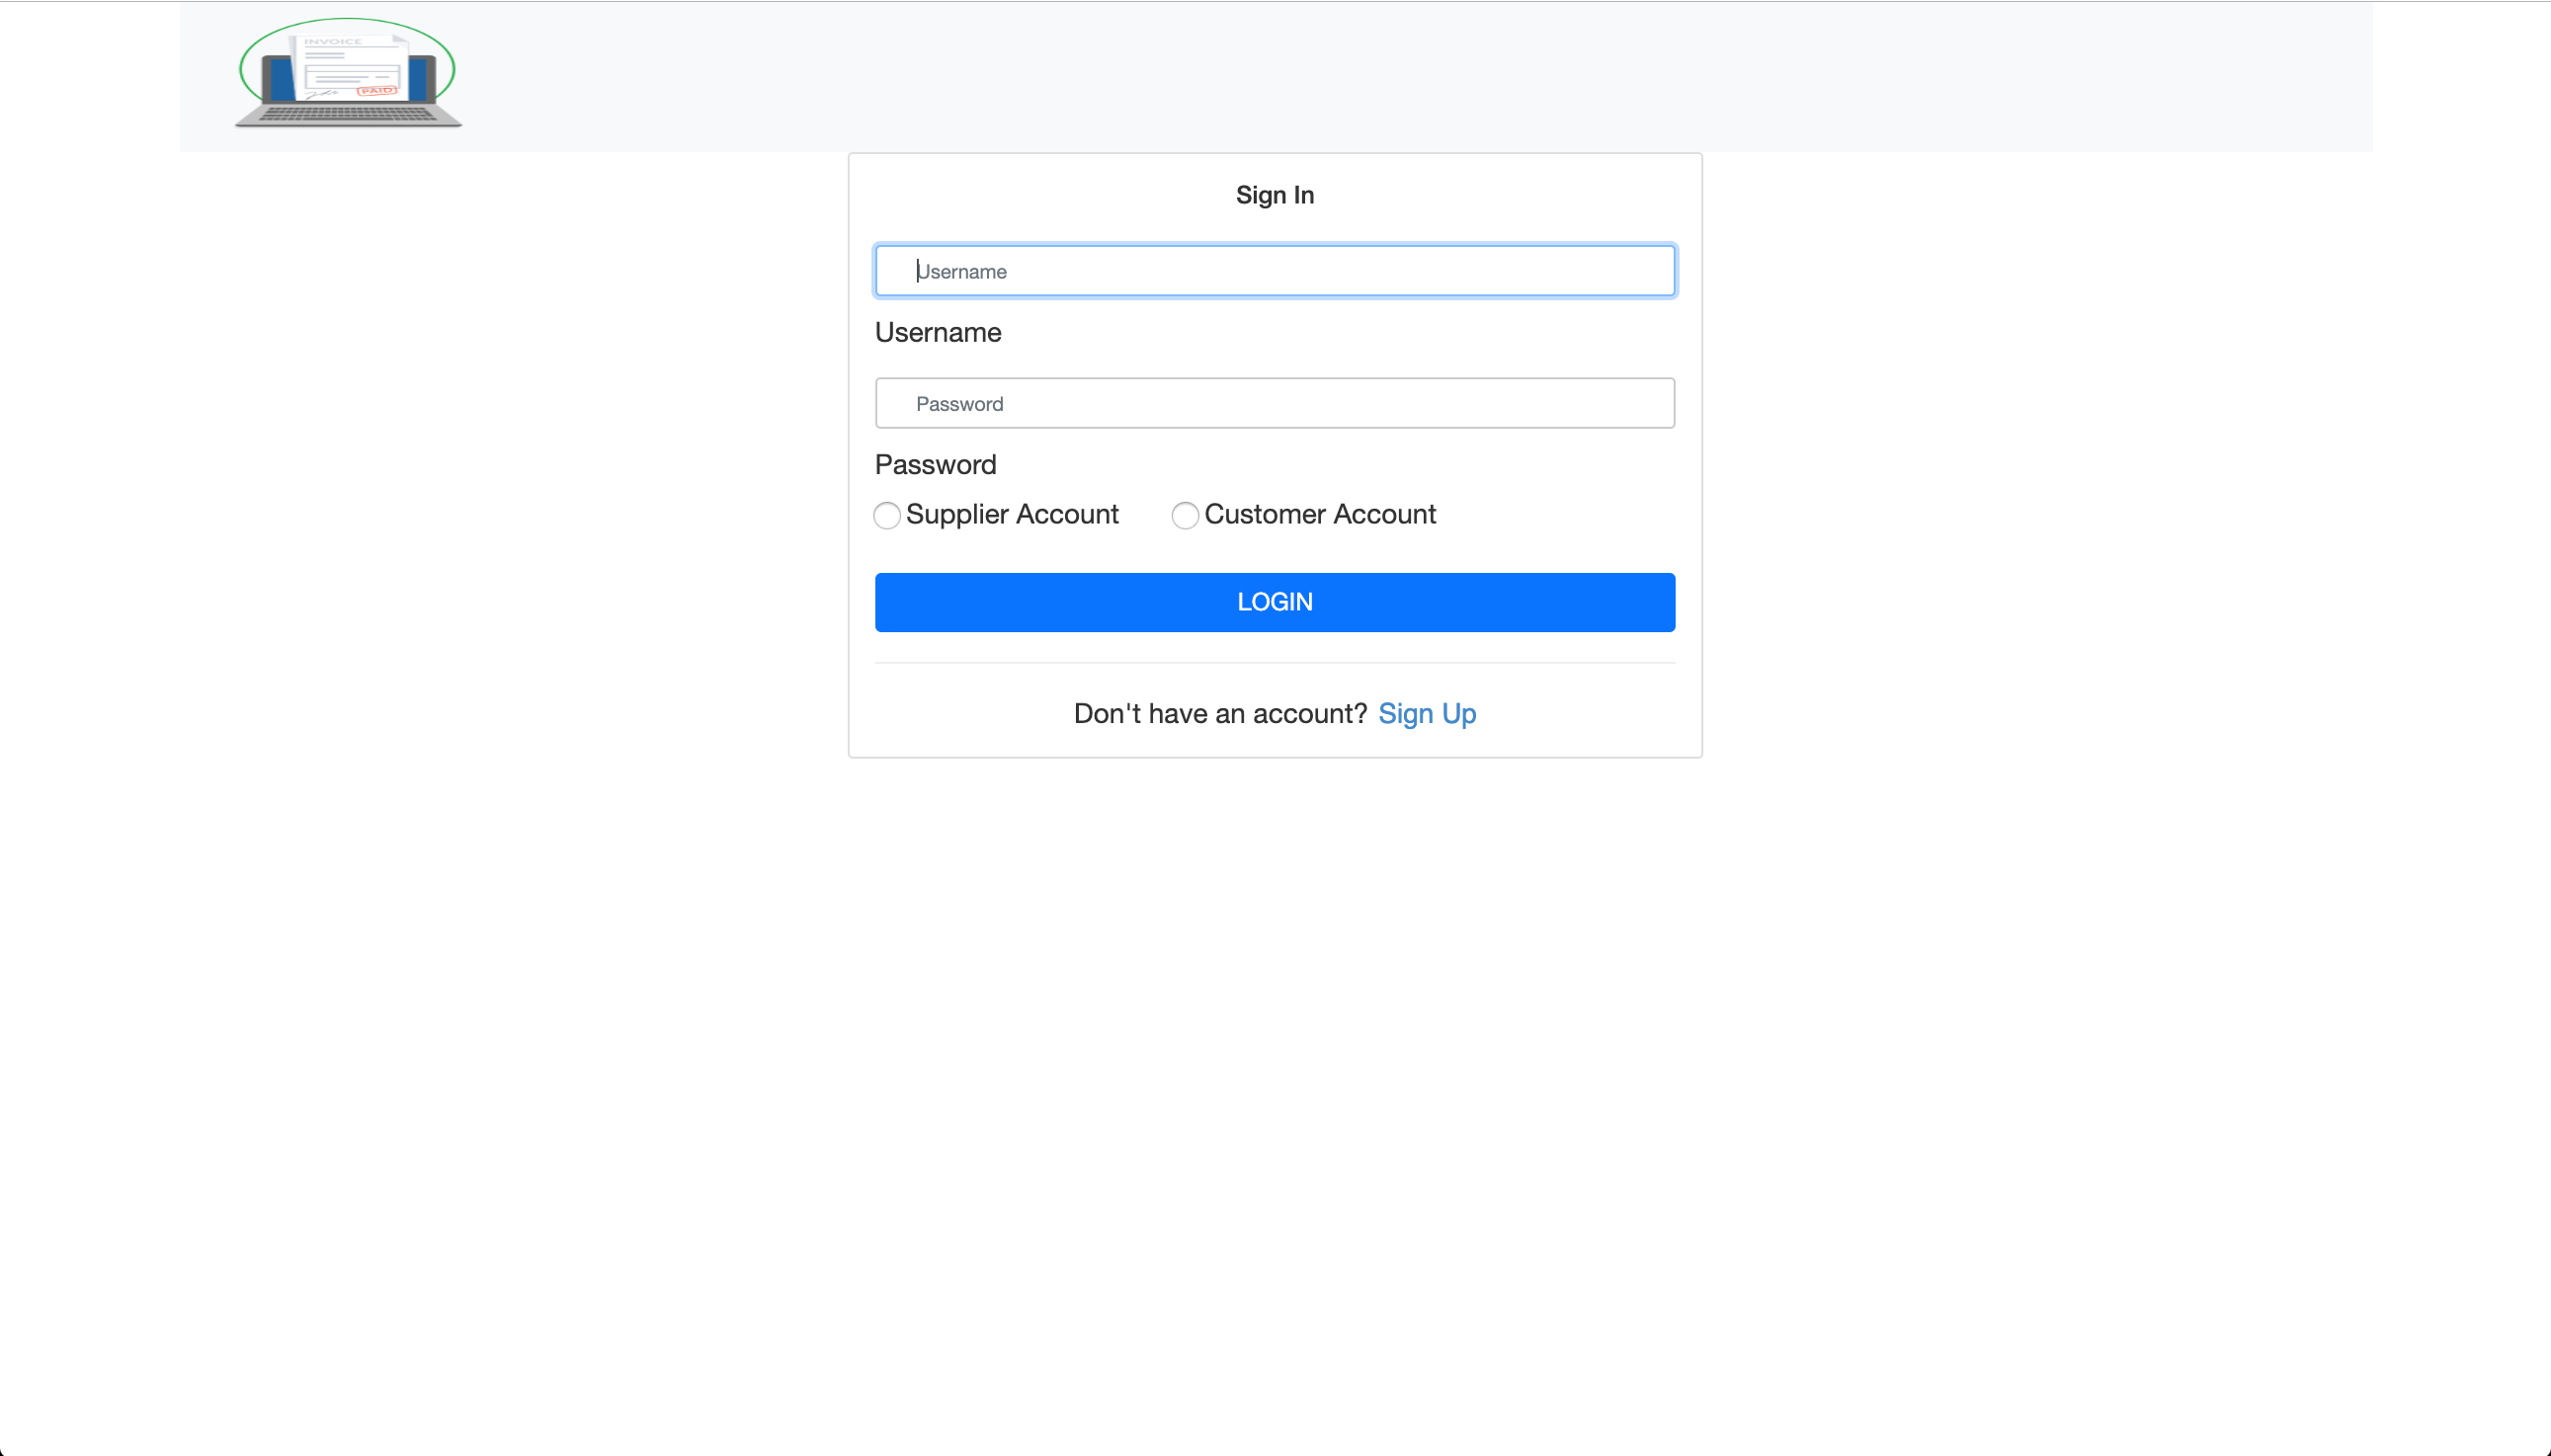 INVOICE
PAID
Sign In
Username
Username
Password
Password
Supplier Account Customer Account
LOGIN
Don't have an account? Sign Up